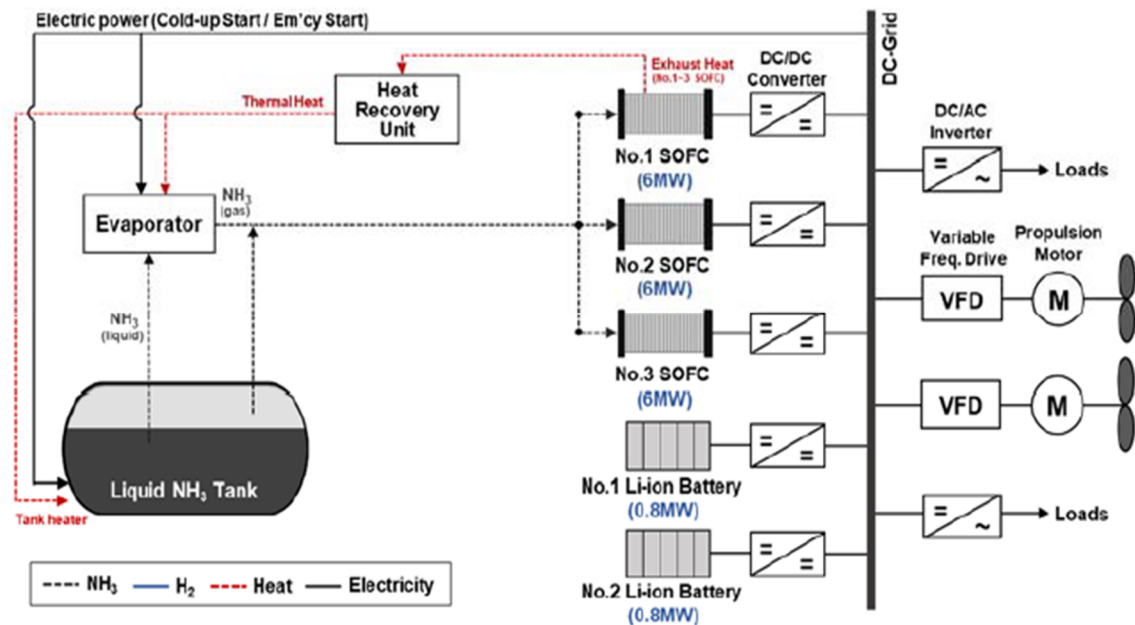 Electric power (Cold-up Start / Em'cy Start)
Exhaust Heat
(No.1~3 SOFC)
DC/DC
Converter
DC-Grid
Heat
Recovery
Unit
Thermal Heat
DC/AC
Inverter
Loads
No.1 SOFC
(6MW)
NH3
(gas)
Evaporator
No.2 SOFC
(6MW)
Variable
Freq. Drive
Propulsion
Motor
VFD
M
NH3
(liquid)
No.3 SOFC
(6MW)
VFD
M
Liquid NH3 Tank
No.1 Li-ion Battery
(0.8MW)
Tank heater
Loads
No.2 Li-ion Battery
(0.8MW)
NH3
H2
Heat
Electricity